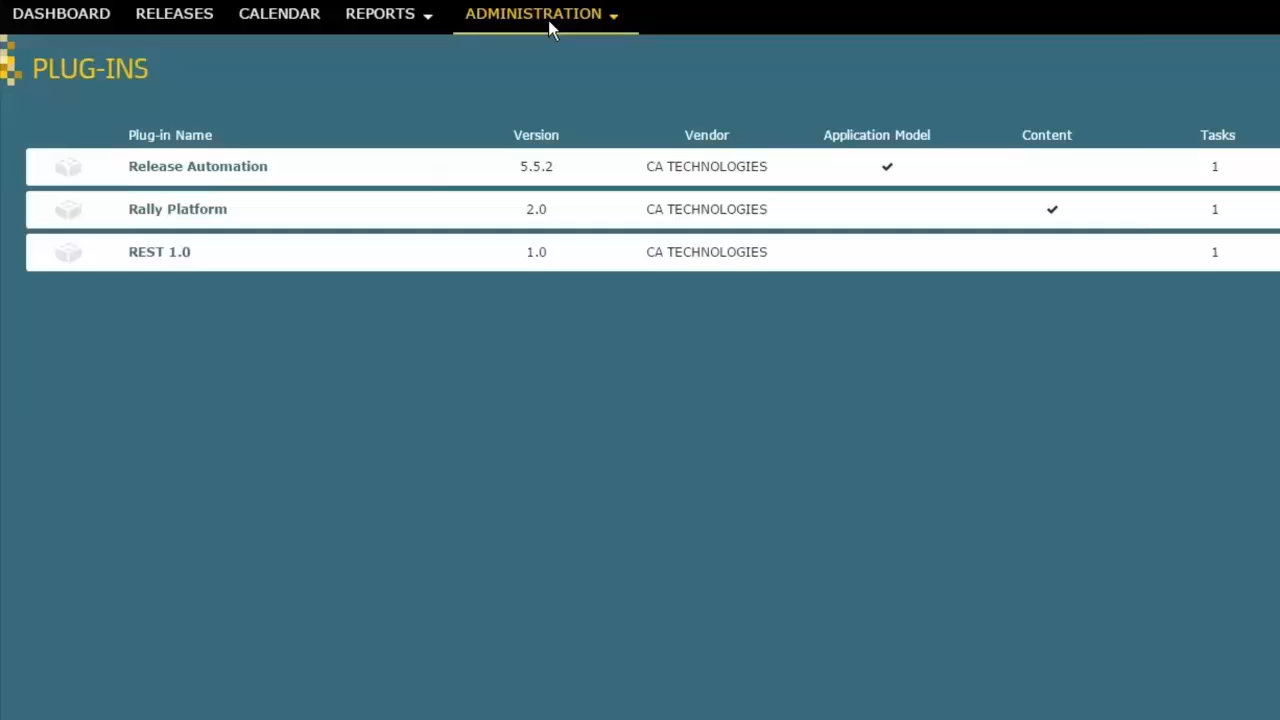 DASHBOARD RELEASES CALENDAR REPORTS ADMINISTRATION
PLUG-INS
Plug-in Name Version Vendor Application Model Content Tasks
Release Automation 5.5.2 CA TECHNOLOGIES ✔ 1
Rally Platform 2.0 CA TECHNOLOGIES ✔ 1
REST 1.0 1.0 CA TECHNOLOGIES 1